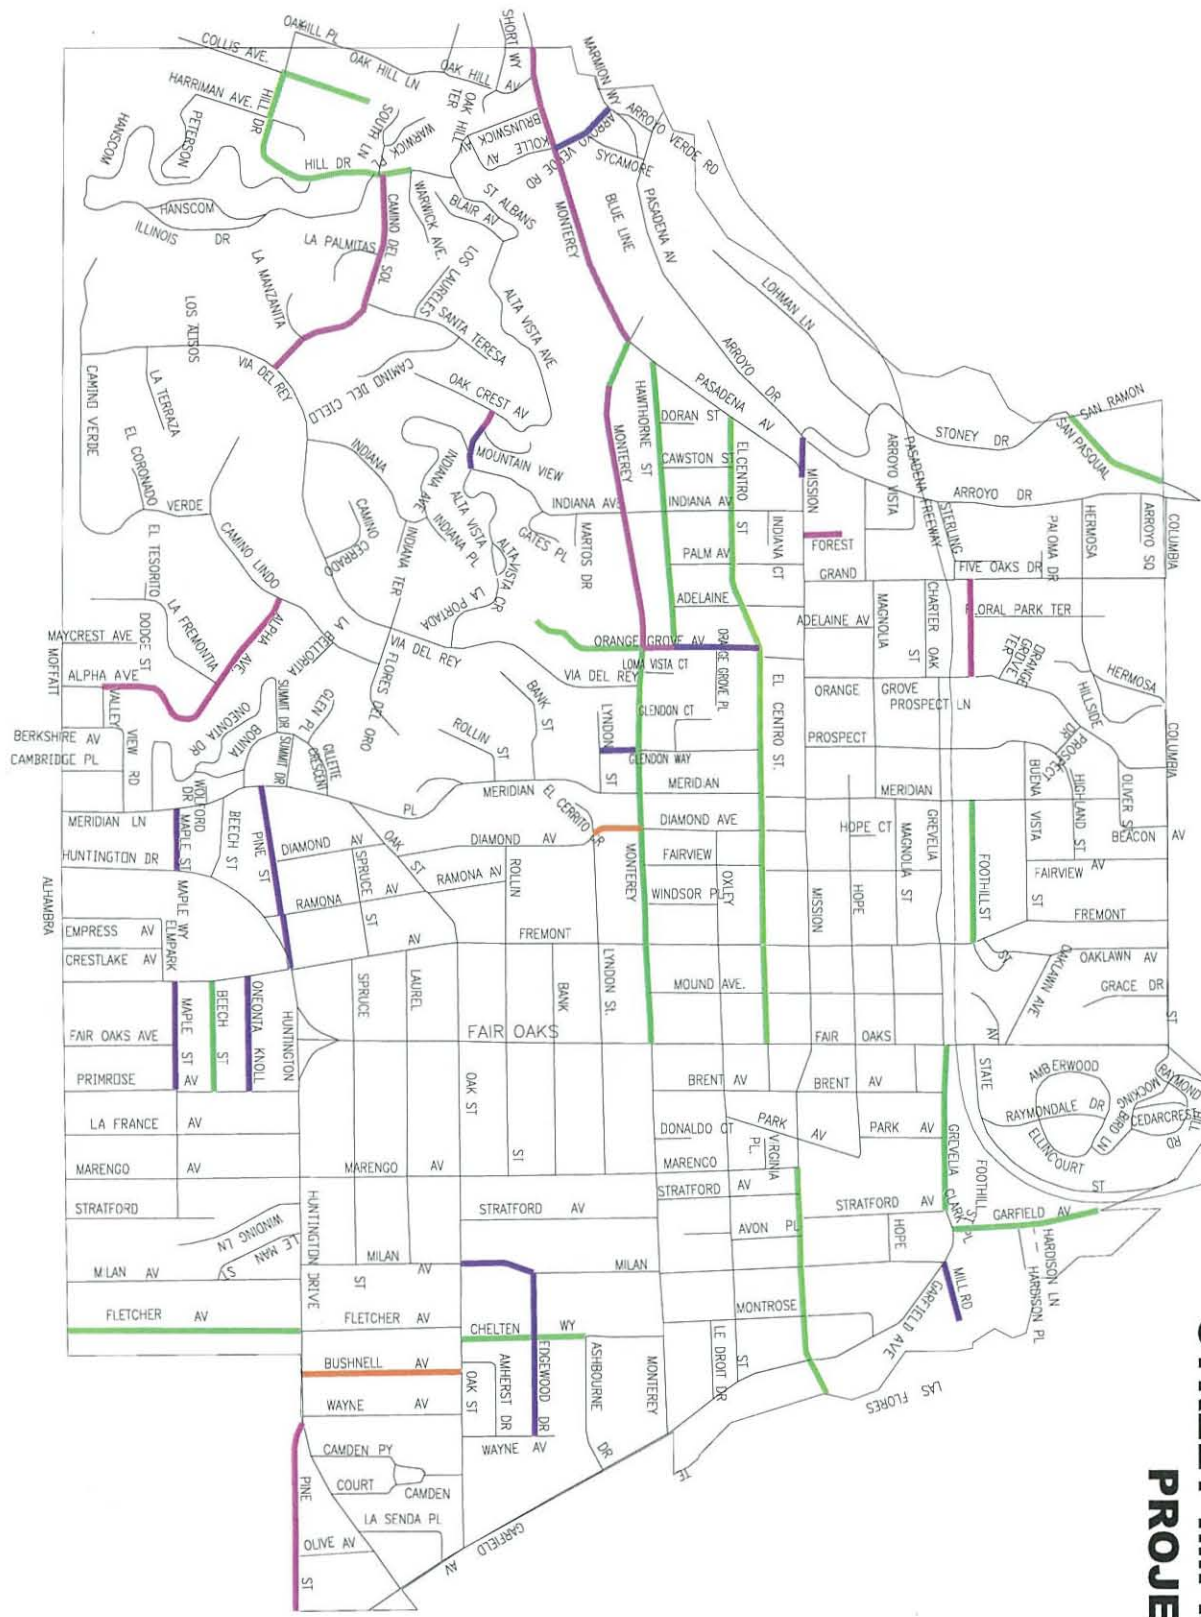 OAKHILL PL
COLLIS AVE.
OAK HILL LN
OAK HILL AV
SHORT WY
OAK HILL TER
HARRIMAN AVE.
HILL DR
SOUTH LN
WARWICK PL
BRUNSWICK AV
KOLLE AV
MARMION WY
ARROYO VERDE RD
ARROYO VERDE RD
SYCAMORE
HANSCOM
PETERSON
HILL DR
HANSCOM
ILLINOIS DR
ST ALBANS
BLAIR AV
WARWICK AVE.
CAMINO DEL SOL
LA PALMITAS
LA MANZANITA
LOS LAURELES
SANTA TERESA
ALTA VISTA AVE
MONTEREY
BLUE LINE
PASADENA AV
LOHMAN LN
ARROYO DR
LOS ALISOS
VIA DEL REY
CAMINO VERDE
LA TERRAZA
CAMINO DEL CIELO
OAK CREST AV
HAWTHORNE ST
PASADENA AV
DORAN ST
CAWSTON ST
ELCENTRO ST
MONTEREY
SAN RAMON
SAN PASQUAL
STONEY DR
ARROYO VISTA
PASADENA FREEWAY
MISSION
EL CORONADO
VERDE
INDIANA
INDIANA AVE
MOUNTAIN VIEW
ALTA VISTA
INDIANA PL
INDIANA AVE
INDIANA AV
GATES PL
MARTOS DR
INDIANA CT
ARROYO DR
STERLING
PALOMA DR
HERMOSA
ARROYO SQ
COLUMBIA
EL TESORITO
CAMINO LINDO
CAMINO CERRADO
INDIANA TER
ALTA VISTA CR
LA PORTADA
PALM AV
FOREST
GRAND
FIVE OAKS DR
ADELAINE
ADELAINE AV
MAGNOLIA ST
CHARTER OAK
FLORAL PARK TER
MAYCREST AVE
DODGE ST
LA FREMONTIA
ALPHA AVE.
LA BELLORITA
VIA DEL REY
ORANGE GROVE AV
ORANGE GROVE PL
LOMA VISTA CT
VIA DEL REY
ORANGE GROVE TER
HERMOSA
MOFFATT
ALPHA AVE
VALLEY VIEW RD
ONEONTA DR
BONITA
SUMMIT DR
GLEN PL
FLORES DEL ORO
BANK ST
EL CENTRO ST.
ORANGE GROVE
PROSPECT LN
HILLSIDE
BERKSHIRE AV
CAMBRIDGE PL
SUMMIT DR
GILLETTE CRESCENT
ROLLIN ST
LYNDON ST
GLENDON CT
GLENDON WAY
PROSPECT
PROSPECT DR
COLUMBIA
MERIDIAN PL
MERIDIAN
MERIDIAN
BUENA VISTA ST
HIGHLAND ST
OLIVER ST
MERIDIAN LN
WOLFORD DR
MAPLE ST
BEECH ST
PINE ST
DIAMOND AV
OAK ST
DIAMOND AV
EL CERRITO CR
DIAMOND AVE
HOPE CT
MAGNOLIA ST
GREVELIA
FOOTHILL ST
BEACON AV
HUNTINGTON DR
SPRUCE ST
RAMONA AV
RAMONA AV
ROLLIN
MONTEREY
FAIRVIEW
OXLEY
WINDSOR PL
MISSION
HOPE
FAIRVIEW AV
ALHAMBRA
MAPLE WY
ELMPARK
EMPRESS AV
CRESTLAKE AV
AV
FREMONT
FREMONT
OAKLAWN AV
OAKLAWN AVE
GRACE DR
ST
MAPLE ST
BEECH ST
ONEONTA KNOLL
HUNTINGTON
SPRUCE
LAUREL
BANK
LYNDON St.
MOUND AVE.
FAIR OAKS AVE
FAIR OAKS
FAIR OAKS AV
PRIMROSE AV
OAK ST
BRENT AV
BRENT AV
STATE
AMBERWOOD
RAYMOND HILL RD
MOCKING BIRD LN
CEDARCREST
RAYMONDALE DR
ELLINCOURT
LA FRANCE AV
ST
DONALDO CT
PARK AV
VIRGINIA PL.
PARK AV
GREVELIA
FOOTHILL ST
ST
MARENGO AV
MARENGO AV
MARENGO AV
STRATFORD
STRATFORD AV
STRATFORD
STRATFORD AV
CLARK PL
GARFIELD AV
WINDING LN
LE MAN ST
HUNTINGTON DRIVE
AVON PL
HOPE
HARDISON LN
HARDISON PL
MILAN AV
MILAN AV
ST
MILAN
MILL RD
FLETCHER AV
FLETCHER AV
CHELTEN WY
MONTROSE
GARFIELD AVE
BUSHNELL AV
OAK ST
AMHERST DR
EDGEWOOD DR
ASHBOURNE DR
MONTEREY
LE DROIT DR
ST
LAS FLORES
WAYNE AV
WAYNE AV
CAMDEN PY
COURT
CAMDEN
LA SENDA PL
PINE ST
OLIVE AV
GARFIELD AV
PROJE